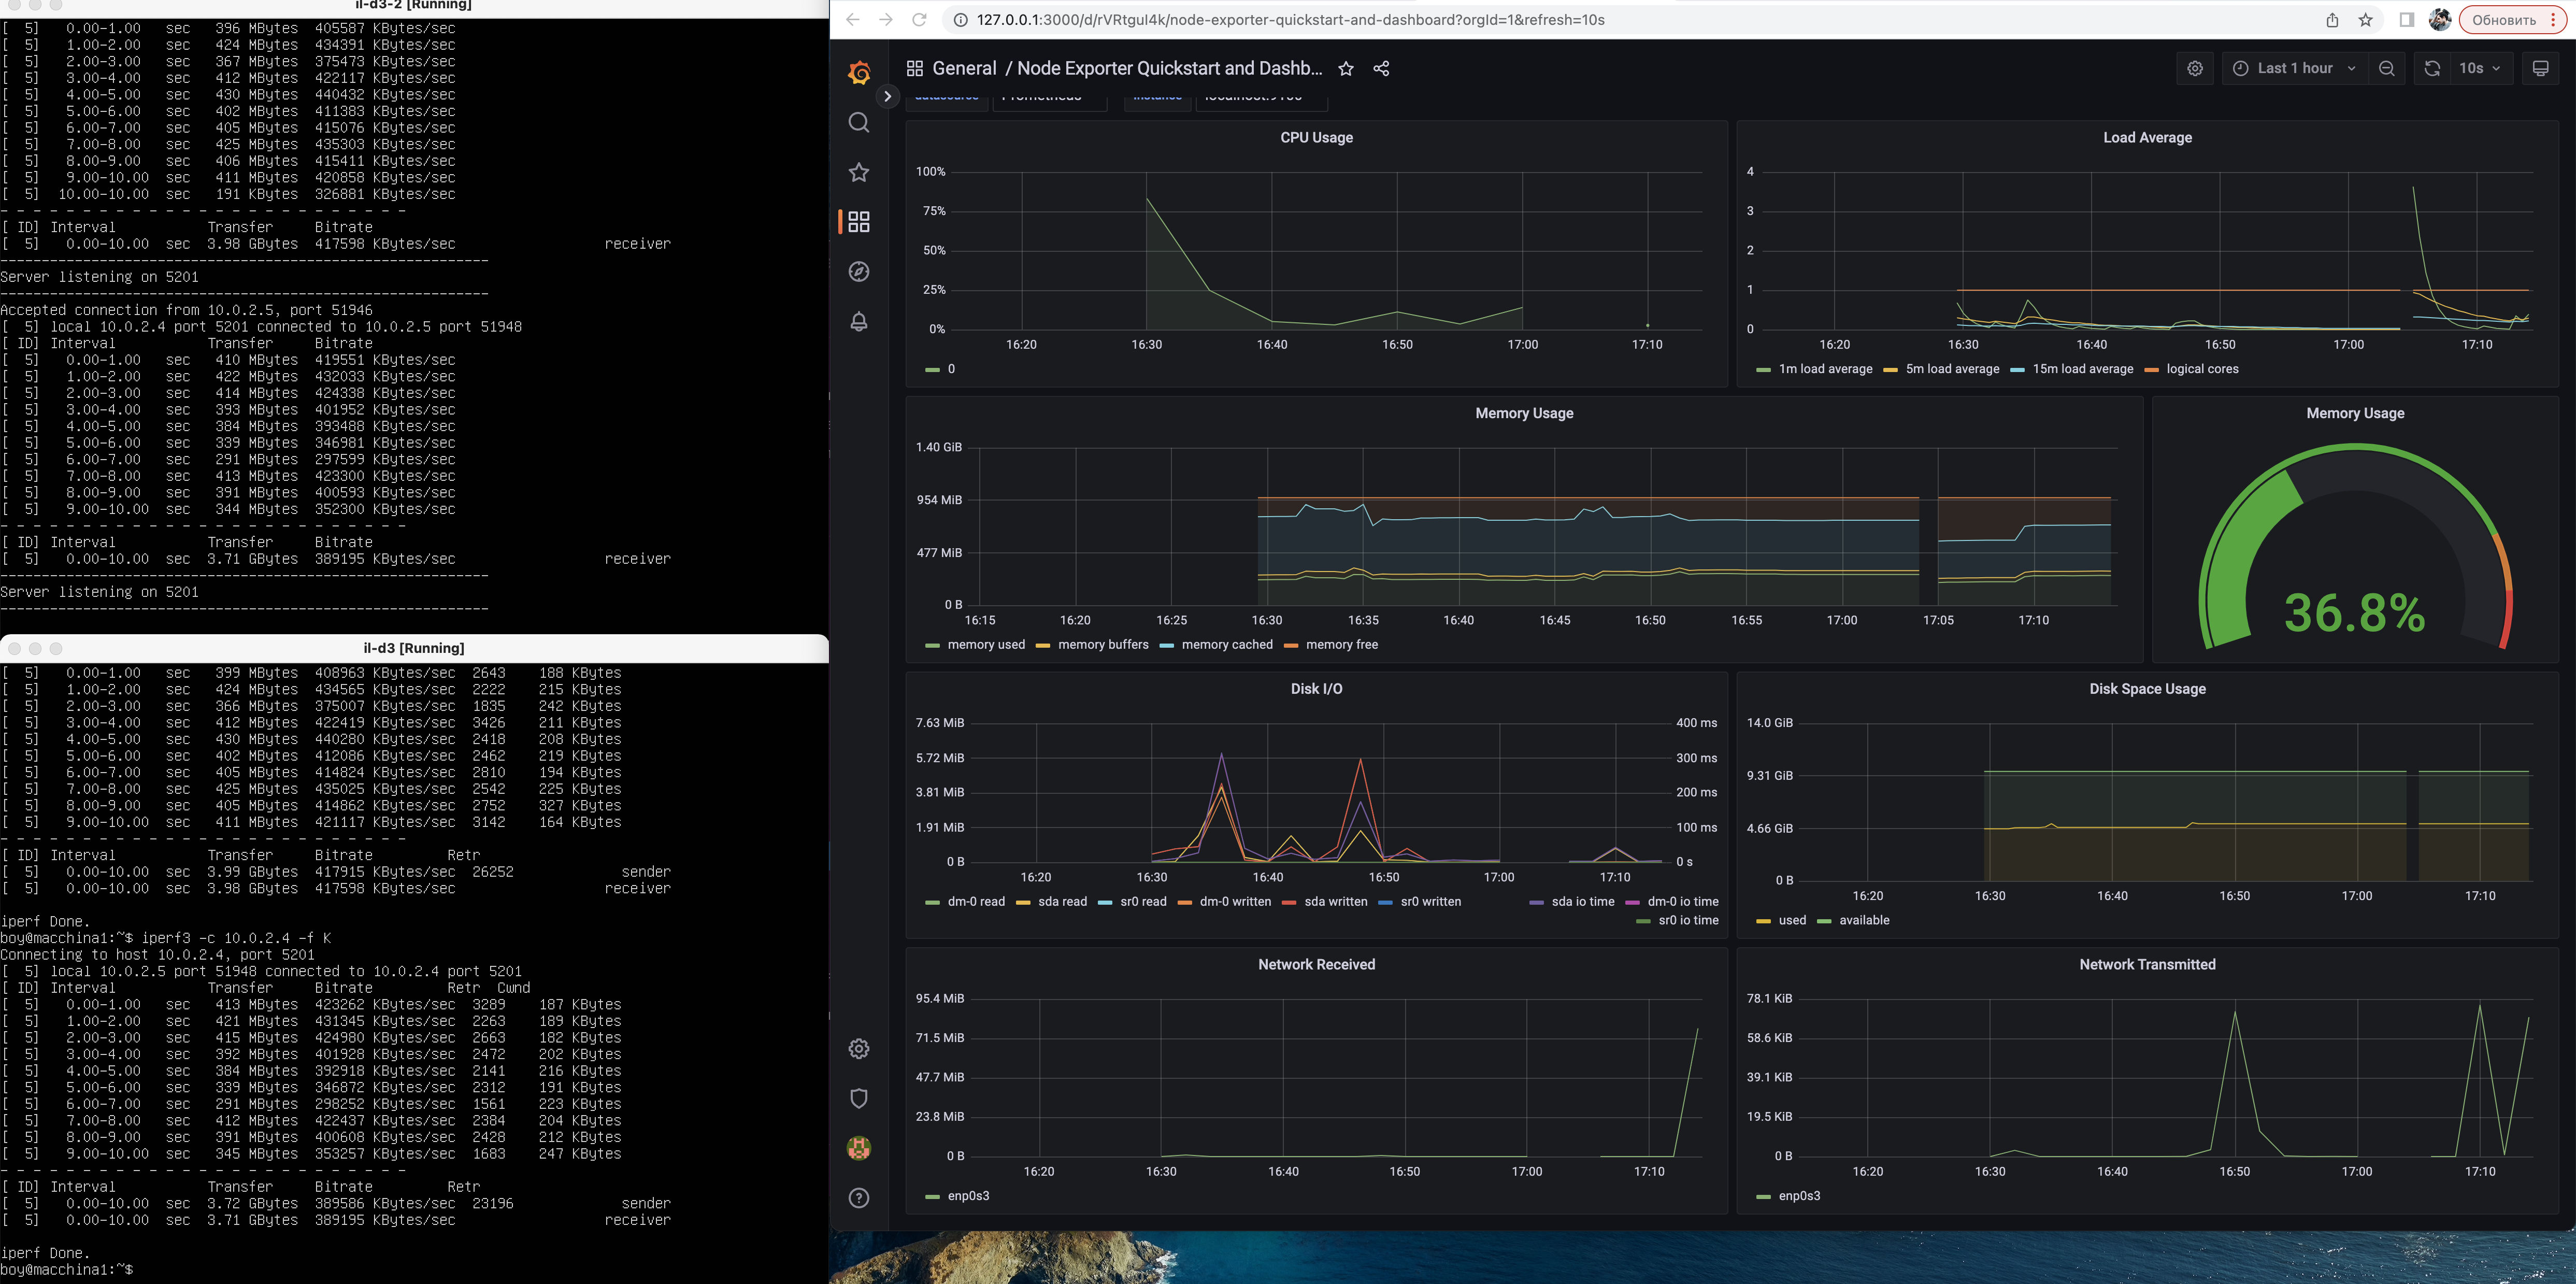 il-d3-2 [Running]
[  5]   0.00-1.00   sec   396 MBytes  405587 KBytes/sec
[  5]   1.00-2.00   sec   424 MBytes  434391 KBytes/sec
[  5]   2.00-3.00   sec   367 MBytes  375473 KBytes/sec
[  5]   3.00-4.00   sec   412 MBytes  422117 KBytes/sec
[  5]   4.00-5.00   sec   430 MBytes  440432 KBytes/sec
[  5]   5.00-6.00   sec   402 MBytes  411383 KBytes/sec
[  5]   6.00-7.00   sec   405 MBytes  415076 KBytes/sec
[  5]   7.00-8.00   sec   425 MBytes  435303 KBytes/sec
[  5]   8.00-9.00   sec   406 MBytes  415411 KBytes/sec
[  5]   9.00-10.00  sec   411 MBytes  420858 KBytes/sec
[  5]  10.00-10.00  sec   191 KBytes  326881 KBytes/sec
- - - - - - - - - - - - - - - - - - - - - - - - -
[ ID] Interval           Transfer     Bitrate
[  5]   0.00-10.00  sec  3.98 GBytes  417598 KBytes/sec                  receiver
-----------------------------------------------------------
Server listening on 5201
-----------------------------------------------------------
Accepted connection from 10.0.2.5, port 51946
[  5] local 10.0.2.4 port 5201 connected to 10.0.2.5 port 51948
[ ID] Interval           Transfer     Bitrate
[  5]   0.00-1.00   sec   410 MBytes  419551 KBytes/sec
[  5]   1.00-2.00   sec   422 MBytes  432033 KBytes/sec
[  5]   2.00-3.00   sec   414 MBytes  424338 KBytes/sec
[  5]   3.00-4.00   sec   393 MBytes  401952 KBytes/sec
[  5]   4.00-5.00   sec   384 MBytes  393488 KBytes/sec
[  5]   5.00-6.00   sec   339 MBytes  346981 KBytes/sec
[  5]   6.00-7.00   sec   291 MBytes  297599 KBytes/sec
[  5]   7.00-8.00   sec   413 MBytes  423300 KBytes/sec
[  5]   8.00-9.00   sec   391 MBytes  400593 KBytes/sec
[  5]   9.00-10.00  sec   344 MBytes  352300 KBytes/sec
- - - - - - - - - - - - - - - - - - - - - - - - -
[ ID] Interval           Transfer     Bitrate
[  5]   0.00-10.00  sec  3.71 GBytes  389195 KBytes/sec                  receiver
-----------------------------------------------------------
Server listening on 5201
-----------------------------------------------------------
il-d3 [Running]
[  5]   0.00-1.00   sec   399 MBytes  408963 KBytes/sec  2643    188 KBytes
[  5]   1.00-2.00   sec   424 MBytes  434565 KBytes/sec  2222    215 KBytes
[  5]   2.00-3.00   sec   366 MBytes  375007 KBytes/sec  1835    242 KBytes
[  5]   3.00-4.00   sec   412 MBytes  422419 KBytes/sec  3426    211 KBytes
[  5]   4.00-5.00   sec   430 MBytes  440280 KBytes/sec  2418    208 KBytes
[  5]   5.00-6.00   sec   402 MBytes  412086 KBytes/sec  2462    219 KBytes
[  5]   6.00-7.00   sec   405 MBytes  414824 KBytes/sec  2810    194 KBytes
[  5]   7.00-8.00   sec   425 MBytes  435025 KBytes/sec  2542    225 KBytes
[  5]   8.00-9.00   sec   405 MBytes  414862 KBytes/sec  2752    327 KBytes
[  5]   9.00-10.00  sec   411 MBytes  421117 KBytes/sec  3142    164 KBytes
- - - - - - - - - - - - - - - - - - - - - - - - -
[ ID] Interval           Transfer     Bitrate         Retr
[  5]   0.00-10.00  sec  3.99 GBytes  417915 KBytes/sec  26252             sender
[  5]   0.00-10.00  sec  3.98 GBytes  417598 KBytes/sec                  receiver
iperf Done.
boy@macchina1:~$ iperf3 -c 10.0.2.4 -f K
Connecting to host 10.0.2.4, port 5201
[  5] local 10.0.2.5 port 51948 connected to 10.0.2.4 port 5201
[ ID] Interval           Transfer     Bitrate         Retr  Cwnd
[  5]   0.00-1.00   sec   413 MBytes  423262 KBytes/sec  3289    187 KBytes
[  5]   1.00-2.00   sec   421 MBytes  431345 KBytes/sec  2263    189 KBytes
[  5]   2.00-3.00   sec   415 MBytes  424980 KBytes/sec  2663    182 KBytes
[  5]   3.00-4.00   sec   392 MBytes  401928 KBytes/sec  2472    202 KBytes
[  5]   4.00-5.00   sec   384 MBytes  392918 KBytes/sec  2141    216 KBytes
[  5]   5.00-6.00   sec   339 MBytes  346872 KBytes/sec  2312    191 KBytes
[  5]   6.00-7.00   sec   291 MBytes  298252 KBytes/sec  1561    223 KBytes
[  5]   7.00-8.00   sec   412 MBytes  422437 KBytes/sec  2384    204 KBytes
[  5]   8.00-9.00   sec   391 MBytes  400608 KBytes/sec  2428    212 KBytes
[  5]   9.00-10.00  sec   345 MBytes  353257 KBytes/sec  1683    247 KBytes
- - - - - - - - - - - - - - - - - - - - - - - - -
[ ID] Interval           Transfer     Bitrate         Retr
[  5]   0.00-10.00  sec  3.72 GBytes  389586 KBytes/sec  23196             sender
[  5]   0.00-10.00  sec  3.71 GBytes  389195 KBytes/sec                  receiver
iperf Done.
boy@macchina1:~$
127.0.0.1:3000/d/rVRtguI4k/node-exporter-quickstart-and-dashboard?orgId=1&refresh=10s
Обновить
General / Node Exporter Quickstart and Dashb...
Last 1 hour
10s
datasource Prometheus instance localhost:9100
CPU Usage
100%
75%
50%
25%
0%
16:20 16:30 16:40 16:50 17:00 17:10
0
Load Average
4
3
2
1
0
16:20 16:30 16:40 16:50 17:00 17:10
1m load average 5m load average 15m load average logical cores
Memory Usage
1.40 GiB
954 MiB
477 MiB
0 B
16:15 16:20 16:25 16:30 16:35 16:40 16:45 16:50 16:55 17:00 17:05 17:10
memory used memory buffers memory cached memory free
Memory Usage
36.8%
Disk I/O
7.63 MiB 400 ms
5.72 MiB 300 ms
3.81 MiB 200 ms
1.91 MiB 100 ms
0 B 0 s
16:20 16:30 16:40 16:50 17:00 17:10
dm-0 read sda read sr0 read dm-0 written sda written sr0 written sda io time dm-0 io time
sr0 io time
Disk Space Usage
14.0 GiB
9.31 GiB
4.66 GiB
0 B
16:20 16:30 16:40 16:50 17:00 17:10
used available
Network Received
95.4 MiB
71.5 MiB
47.7 MiB
23.8 MiB
0 B
16:20 16:30 16:40 16:50 17:00 17:10
enp0s3
Network Transmitted
78.1 KiB
58.6 KiB
39.1 KiB
19.5 KiB
0 B
16:20 16:30 16:40 16:50 17:00 17:10
enp0s3